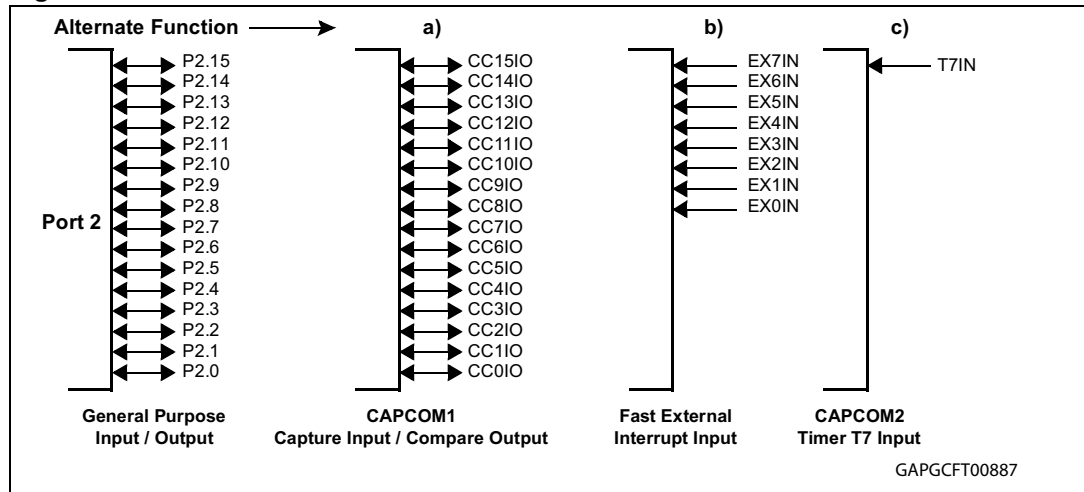 Alternate Function a) b) c)
P2.15 CC15IO EX7IN T7IN
P2.14 CC14IO EX6IN
P2.13 CC13IO EX5IN
P2.12 CC12IO EX4IN
P2.11 CC11IO EX3IN
P2.10 CC10IO EX2IN
P2.9 CC9IO EX1IN
P2.8 CC8IO EX0IN
Port 2 P2.7 CC7IO
P2.6 CC6IO
P2.5 CC5IO
P2.4 CC4IO
P2.3 CC3IO
P2.2 CC2IO
P2.1 CC1IO
P2.0 CC0IO
General Purpose CAPCOM1 Fast External CAPCOM2
Input / Output Capture Input / Compare Output Interrupt Input Timer T7 Input
GAPGCFT00887